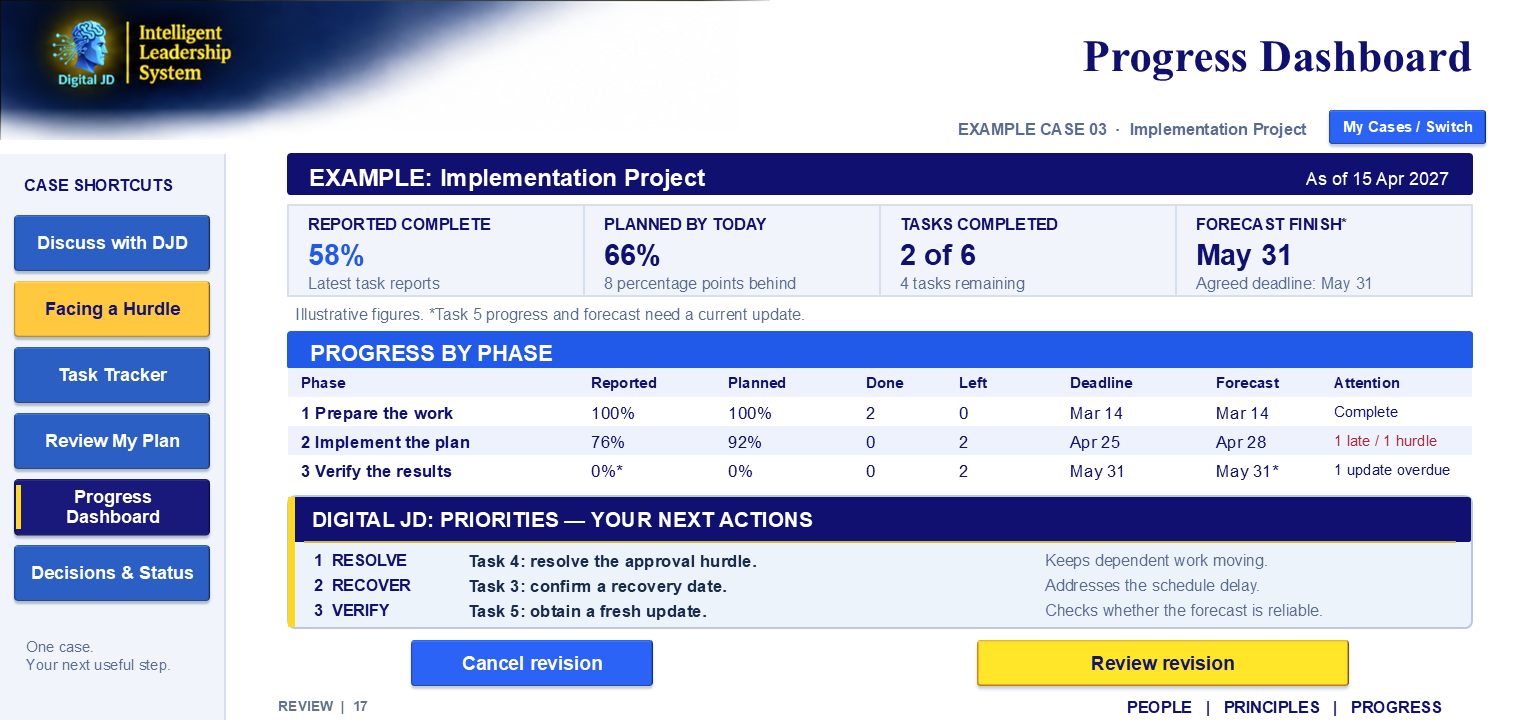 Digital JD
Intelligent
Leadership
System
Progress Dashboard
EXAMPLE CASE 03 · Implementation Project
My Cases / Switch
CASE SHORTCUTS
Discuss with DJD
Facing a Hurdle
Task Tracker
Review My Plan
Progress
Dashboard
Decisions & Status
One case.
Your next useful step.
EXAMPLE: Implementation Project As of 15 Apr 2027
REPORTED COMPLETE PLANNED BY TODAY TASKS COMPLETED FORECAST FINISH*
58% 66% 2 of 6 May 31
Latest task reports 8 percentage points behind 4 tasks remaining Agreed deadline: May 31
Illustrative figures. *Task 5 progress and forecast need a current update.
PROGRESS BY PHASE
Phase Reported Planned Done Left Deadline Forecast Attention
1 Prepare the work 100% 100% 2 0 Mar 14 Mar 14 Complete
2 Implement the plan 76% 92% 0 2 Apr 25 Apr 28 1 late / 1 hurdle
3 Verify the results 0%* 0% 0 2 May 31 May 31* 1 update overdue
DIGITAL JD: PRIORITIES — YOUR NEXT ACTIONS
1 RESOLVE Task 4: resolve the approval hurdle. Keeps dependent work moving.
2 RECOVER Task 3: confirm a recovery date. Addresses the schedule delay.
3 VERIFY Task 5: obtain a fresh update. Checks whether the forecast is reliable.
Cancel revision Review revision
REVIEW | 17 PEOPLE | PRINCIPLES | PROGRESS